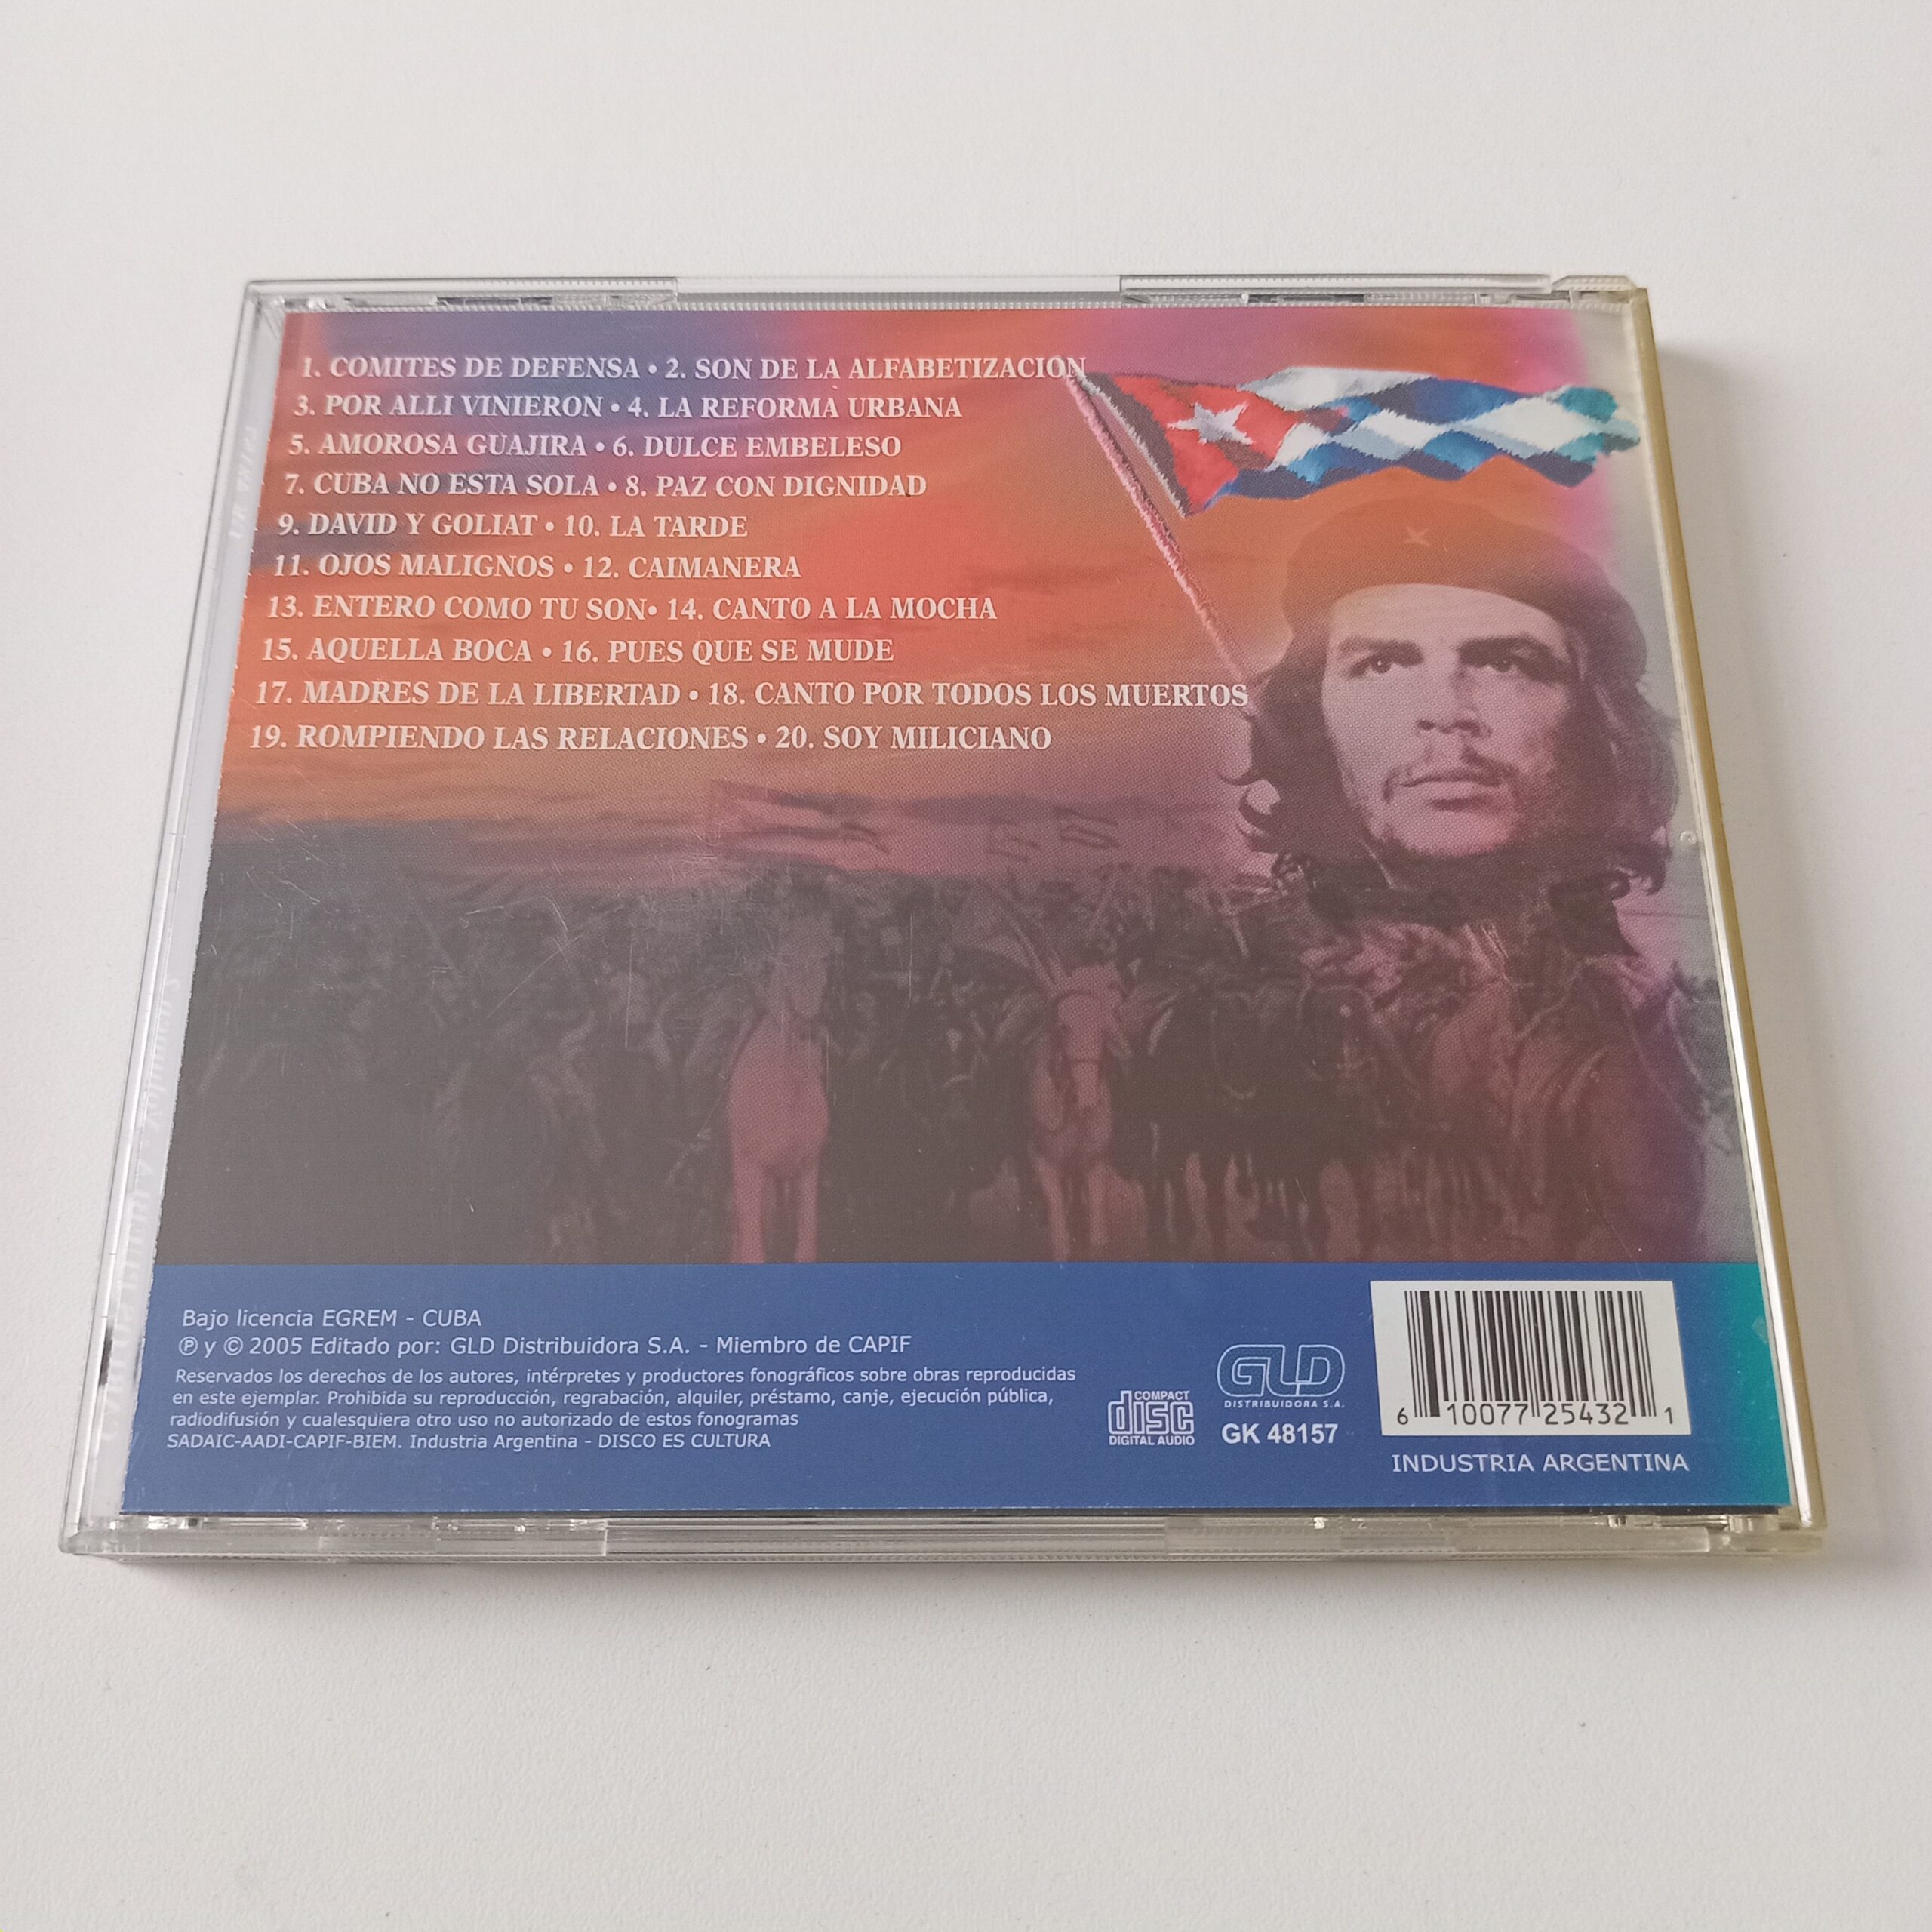 1. COMITES DE DEFENSA • 2. SON DE LA ALFABETIZACION
3. POR ALLI VINIERON • 4. LA REFORMA URBANA
5. AMOROSA GUAJIRA • 6. DULCE EMBELESO
7. CUBA NO ESTA SOLA • 8. PAZ CON DIGNIDAD
9. DAVID Y GOLIAT • 10. LA TARDE
11. OJOS MALIGNOS • 12. CAIMANERA
13. ENTERO COMO TU SON• 14. CANTO A LA MOCHA
15. AQUELLA BOCA • 16. PUES QUE SE MUDE
17. MADRES DE LA LIBERTAD • 18. CANTO POR TODOS LOS MUERTOS
19. ROMPIENDO LAS RELACIONES • 20. SOY MILICIANO
Bajo licencia EGREM - CUBA
℗ y © 2005 Editado por: GLD Distribuidora S.A. - Miembro de CAPIF
Reservados los derechos de los autores, intérpretes y productores fonográficos sobre obras reproducidas
en este ejemplar. Prohibida su reproducción, regrabación, alquiler, préstamo, canje, ejecución pública,
radiodifusión y cualesquiera otro uso no autorizado de estos fonogramas
SADAIC-AADI-CAPIF-BIEM. Industria Argentina - DISCO ES CULTURA
COMPACT
disc
DIGITAL AUDIO
GLD
DISTRIBUIDORA S.A.
GK 48157
6 10077 25432 1
INDUSTRIA ARGENTINA